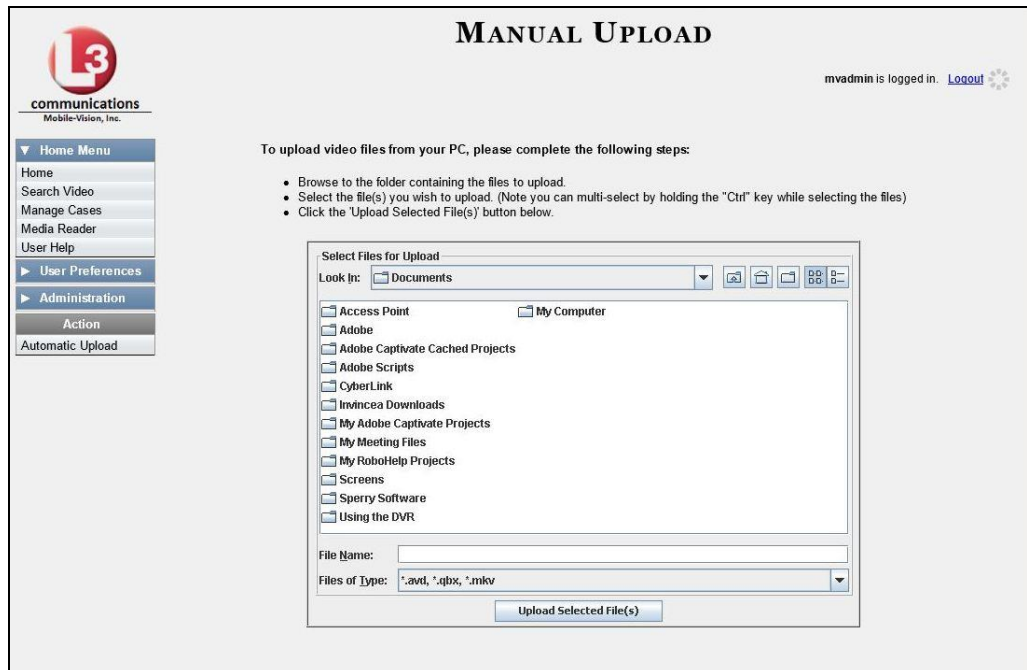 MANUAL UPLOAD
L3
communications
Mobile-Vision, Inc.
mvadmin is logged in. Logout
▼ Home Menu
Home
Search Video
Manage Cases
Media Reader
User Help
▶ User Preferences
▶ Administration
Action
Automatic Upload
To upload video files from your PC, please complete the following steps:
• Browse to the folder containing the files to upload.
• Select the file(s) you wish to upload. (Note you can multi-select by holding the "Ctrl" key while selecting the files)
• Click the 'Upload Selected File(s)' button below.
Select Files for Upload
Look In: Documents
Access Point
Adobe
Adobe Captivate Cached Projects
Adobe Scripts
CyberLink
Invincea Downloads
My Adobe Captivate Projects
My Meeting Files
My RoboHelp Projects
Screens
Sperry Software
Using the DVR
My Computer
File Name:
Files of Type: *.avd, *.qbx, *.mkv
Upload Selected File(s)